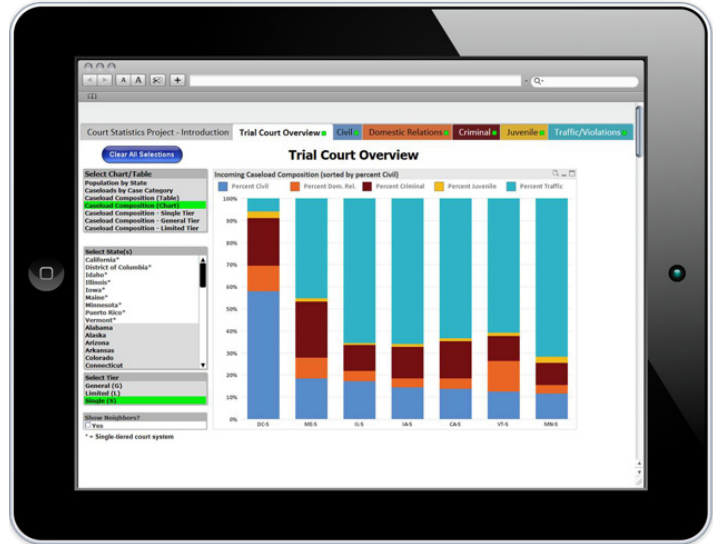 A A
Q-
Court Statistics Project - Introduction Trial Court Overview Civil Domestic Relations Criminal Juvenile Traffic/Violations
Clear All Selections
Trial Court Overview
Select Chart/Table
Population by State
Caseloads by Case Category
Caseload Composition (Table)
Caseload Composition (Chart)
Caseload Composition - Single Tier
Caseload Composition - General Tier
Caseload Composition - Limited Tier
Select State(s)
California*
District of Columbia*
Idaho*
Illinois*
Iowa*
Maine*
Minnesota*
Puerto Rico*
Vermont*
Alabama
Alaska
Arizona
Arkansas
Colorado
Connecticut
Select Tier
General (G)
Limited (L)
Single (S)
Show Neighbors?
Yes
* = Single-tiered court system
Incoming Caseload Composition (sorted by percent Civil)
Percent Civil Percent Dom. Rel. Percent Criminal Percent Juvenile Percent Traffic
100%
90%
80%
70%
60%
50%
40%
30%
20%
10%
0%
DC-S ME-S IL-S IA-S CA-S VT-S MN-S